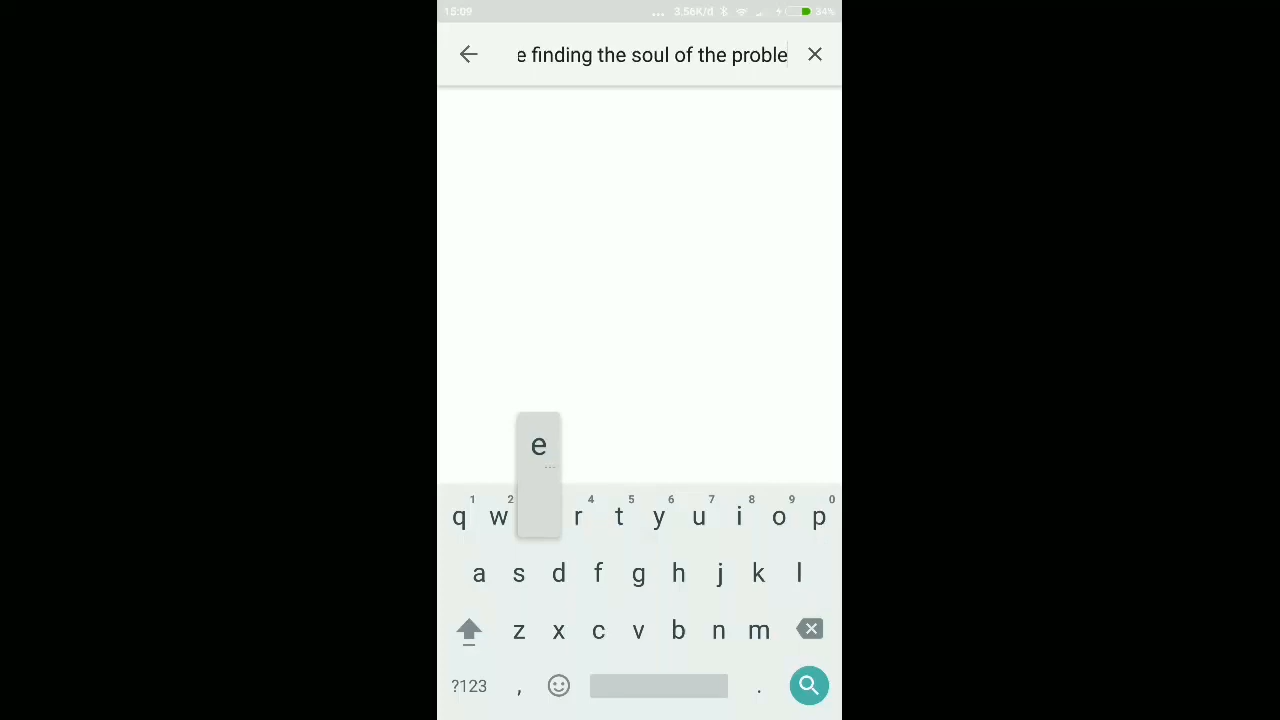 15:09 ... 3.56K/d 34%
e finding the soul of the proble
e
...
1 2 4 5 6 7 8 9 0
q w r t y u i o p
a s d f g h j k l
z x c v b n m
?123 , .